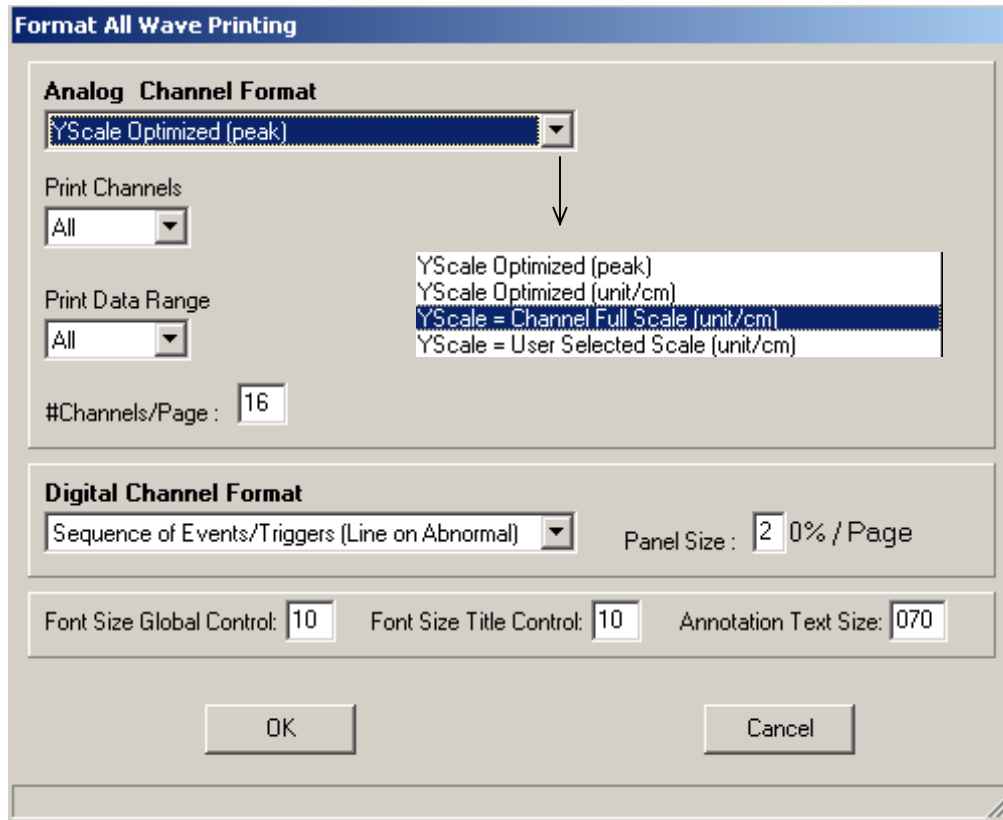 Format All Wave Printing
Analog Channel Format
YScale Optimized (peak)
Print Channels
All
YScale Optimized (peak)
YScale Optimized (unit/cm)
YScale = Channel Full Scale (unit/cm)
YScale = User Selected Scale (unit/cm)
Print Data Range
All
#Channels/Page : 16
Digital Channel Format
Sequence of Events/Triggers (Line on Abnormal) Panel Size : 2 0% / Page
Font Size Global Control: 10 Font Size Title Control: 10 Annotation Text Size: 070
OK Cancel